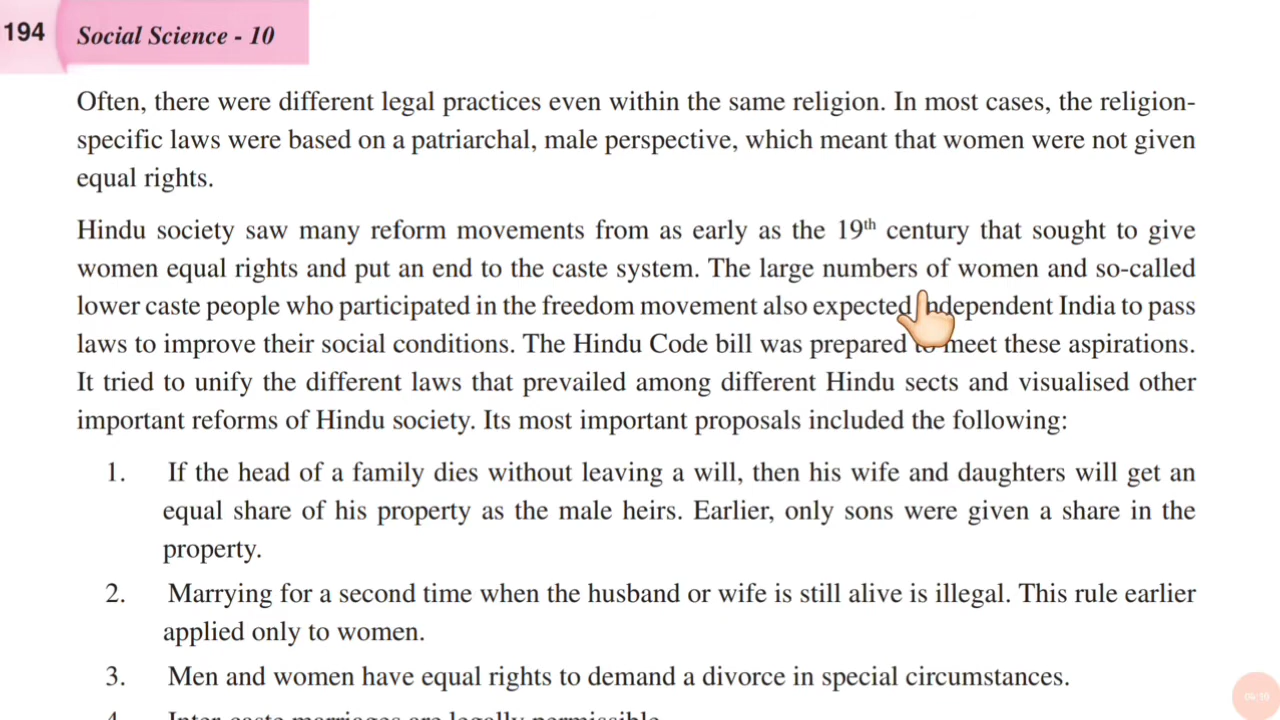 194 Social Science - 10
Often, there were different legal practices even within the same religion. In most cases, the religion-
specific laws were based on a patriarchal, male perspective, which meant that women were not given
equal rights.
Hindu society saw many reform movements from as early as the 19th century that sought to give
women equal rights and put an end to the caste system. The large numbers of women and so-called
lower caste people who participated in the freedom movement also expected independent India to pass
laws to improve their social conditions. The Hindu Code bill was prepared to meet these aspirations.
It tried to unify the different laws that prevailed among different Hindu sects and visualised other
important reforms of Hindu society. Its most important proposals included the following:
1. If the head of a family dies without leaving a will, then his wife and daughters will get an
equal share of his property as the male heirs. Earlier, only sons were given a share in the
property.
2. Marrying for a second time when the husband or wife is still alive is illegal. This rule earlier
applied only to women.
3. Men and women have equal rights to demand a divorce in special circumstances.
4. Inter-caste marriages are legally permissible.